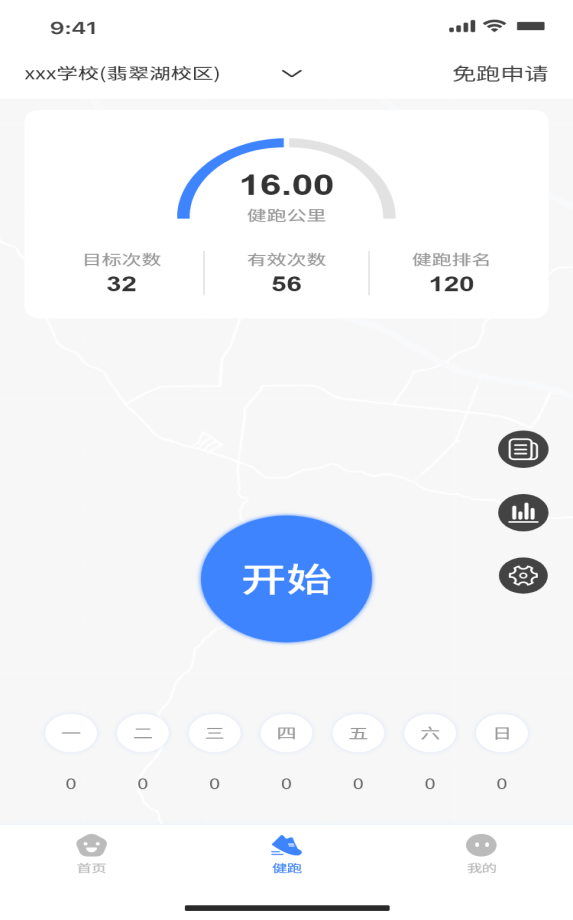 9:41
xxx学校(翡翠湖校区)
免跑申请
16.00
健跑公里
目标次数 有效次数 健跑排名
32 56 120
开始
一 二 三 四 五 六 日
0 0 0 0 0 0 0
首页 健跑 我的